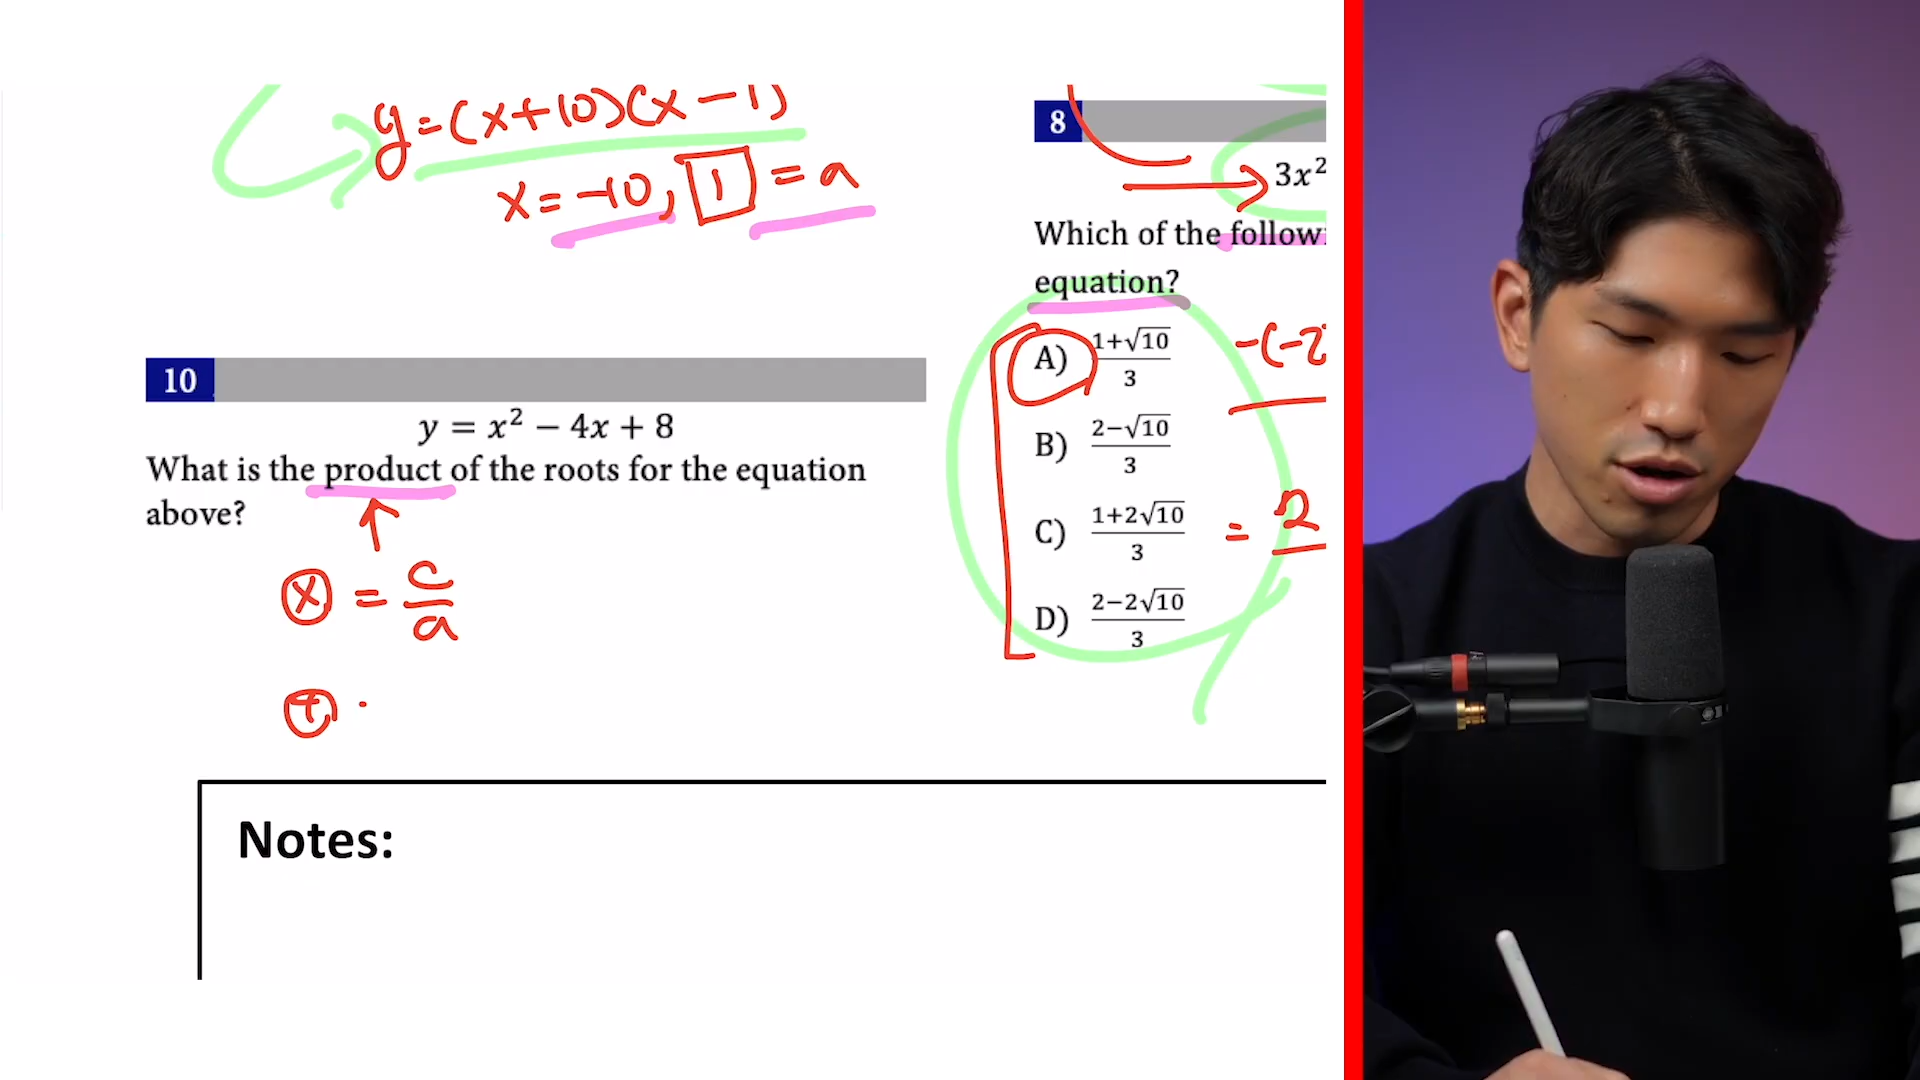 y=(x+10)(x-1)
x=-10, 1 =a
10
y = x² − 4x + 8
What is the product of the roots for the equation
above?
ⓧ = c/a
⊕ ·
8
3x²
Which of the follow
equation?
A) (1+√10)/3
-(-2
B) (2−√10)/3
C) (1+2√10)/3
= 2
D) (2−2√10)/3
Notes: